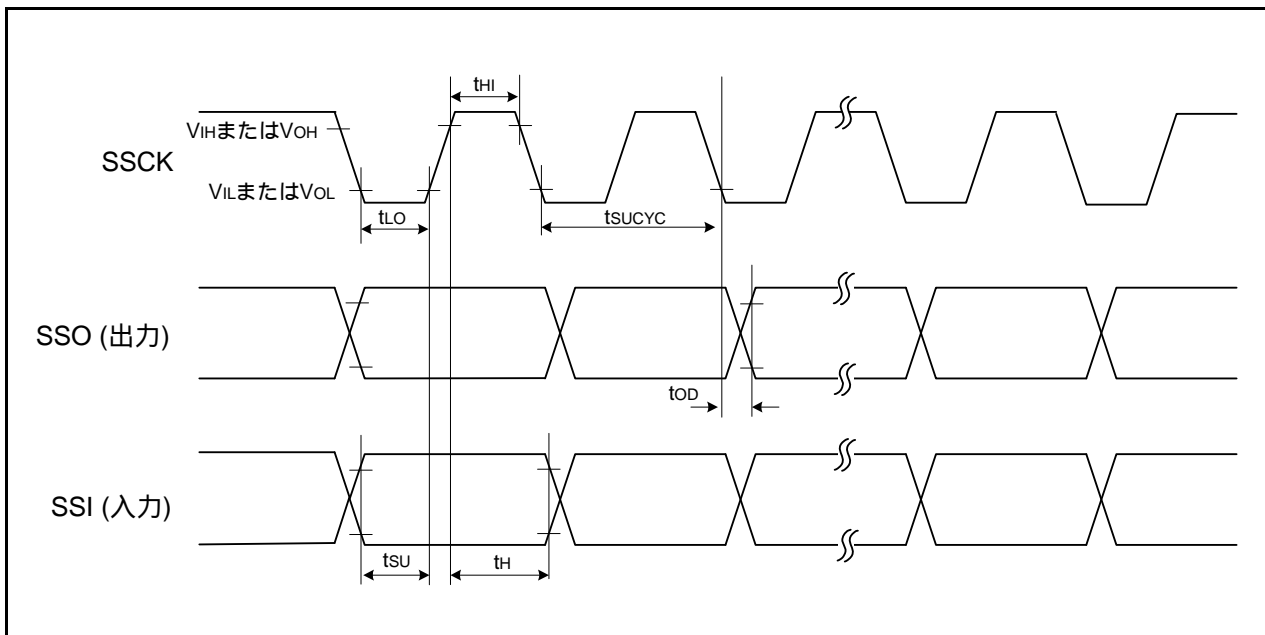 tHI
VIHまたはVOH
SSCK
VILまたはVOL
tLO
tSUCYC
SSO (出力)
tOD
SSI (入力)
tSU
tH